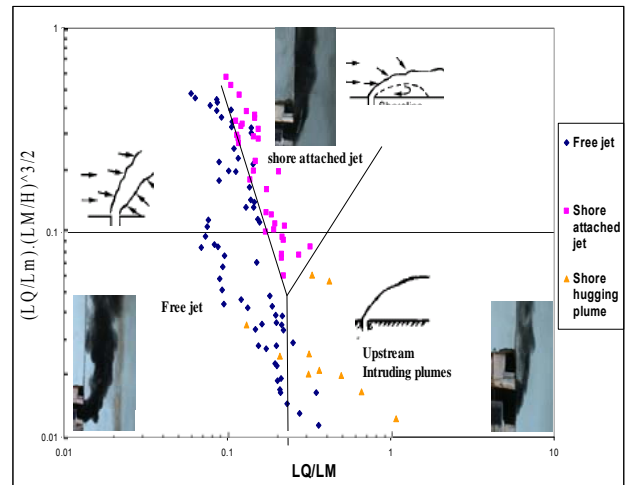 1
0.1
0.01
(LQ/Lm).(LM/H)^3/2
shore attached jet
Free jet
Upstream
Intruding plumes
0.01
0.1
1
10
LQ/LM
Free jet
Shore
attached
jet
Shore
hugging
plume